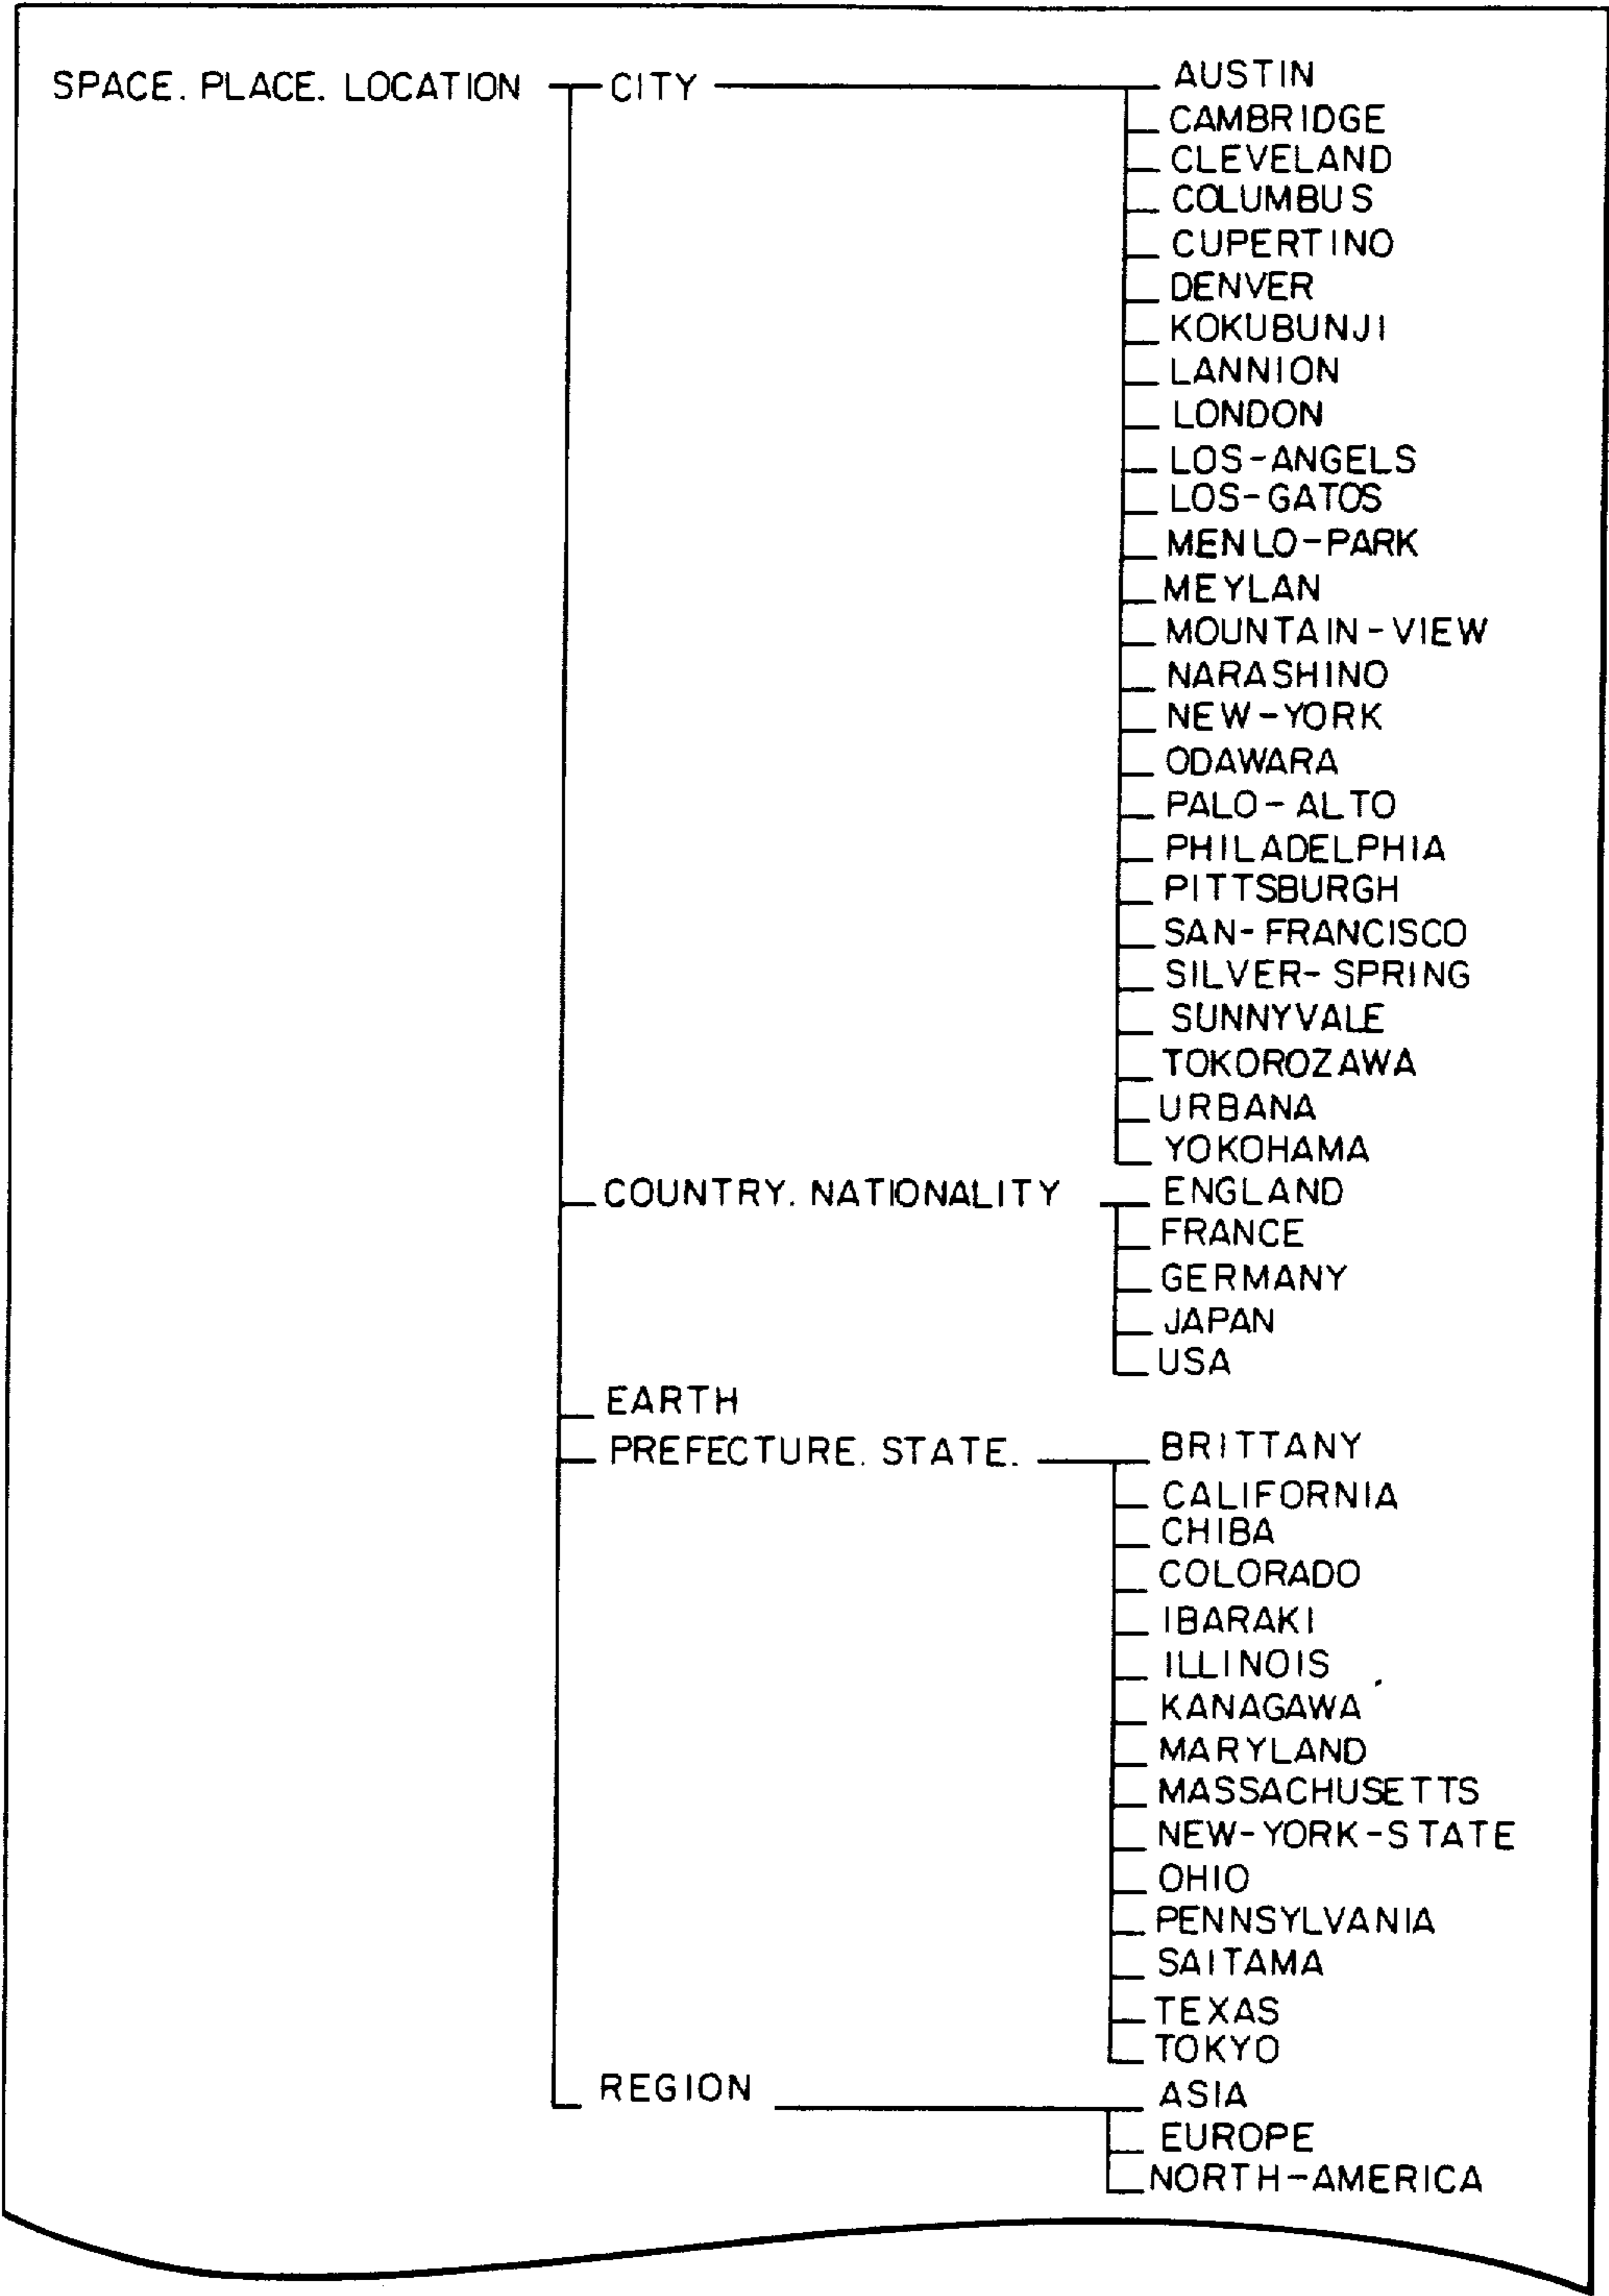 SPACE. PLACE. LOCATION CITY AUSTIN
CAMBRIDGE
CLEVELAND
COLUMBUS
CUPERTINO
DENVER
KOKUBUNJI
LANNION
LONDON
LOS-ANGELS
LOS-GATOS
MENLO-PARK
MEYLAN
MOUNTAIN-VIEW
NARASHINO
NEW-YORK
ODAWARA
PALO-ALTO
PHILADELPHIA
PITTSBURGH
SAN-FRANCISCO
SILVER-SPRING
SUNNYVALE
TOKOROZAWA
URBANA
YOKOHAMA
COUNTRY. NATIONALITY ENGLAND
FRANCE
GERMANY
JAPAN
USA
EARTH
PREFECTURE. STATE. BRITTANY
CALIFORNIA
CHIBA
COLORADO
IBARAKI
ILLINOIS
KANAGAWA
MARYLAND
MASSACHUSETTS
NEW-YORK-STATE
OHIO
PENNSYLVANIA
SAITAMA
TEXAS
TOKYO
REGION ASIA
EUROPE
NORTH-AMERICA